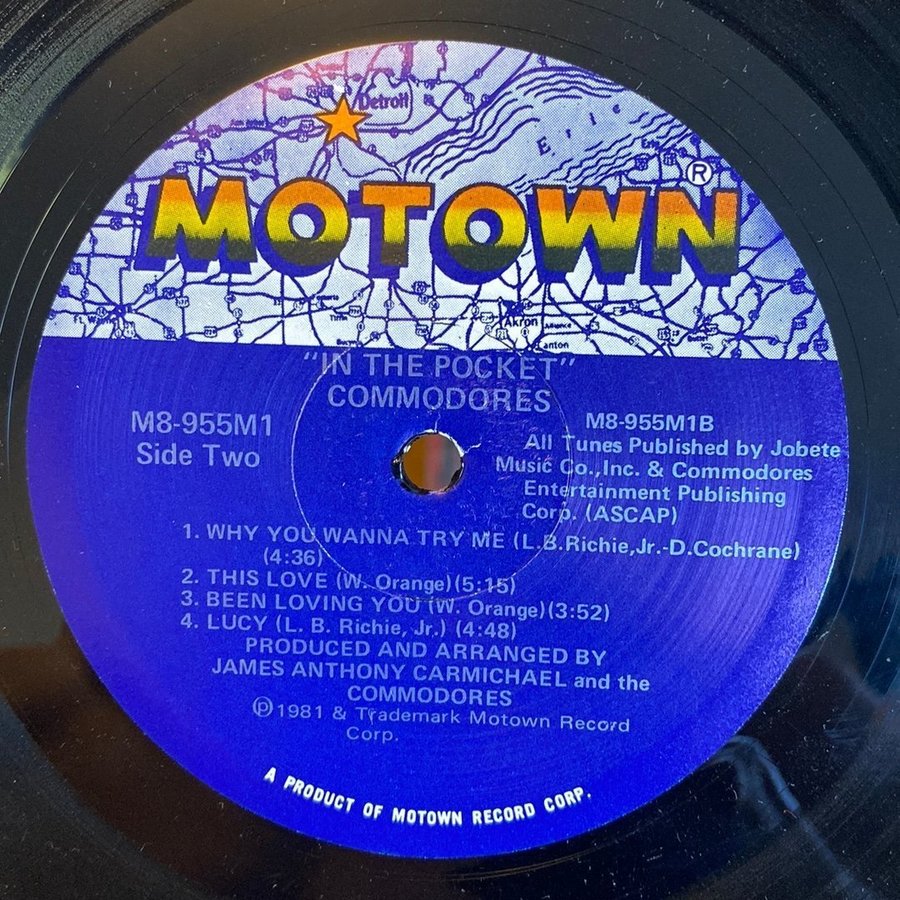 Detroit
Erie
MOTOWN®
Akron
"IN THE POCKET"
COMMODORES
M8-955M1
Side Two
M8-955M1B
All Tunes Published by Jobete
Music Co.,Inc. & Commodores
Entertainment Publishing
Corp. (ASCAP)
1. WHY YOU WANNA TRY ME (L.B.Richie,Jr.-D.Cochrane)
(4:36)
2. THIS LOVE (W. Orange)(5:15)
3. BEEN LOVING YOU (W. Orange)(3:52)
4. LUCY (L. B. Richie, Jr.) (4:48)
PRODUCED AND ARRANGED BY
JAMES ANTHONY CARMICHAEL and the
COMMODORES
℗1981 & Trademark Motown Record
Corp.
A PRODUCT OF MOTOWN RECORD CORP.